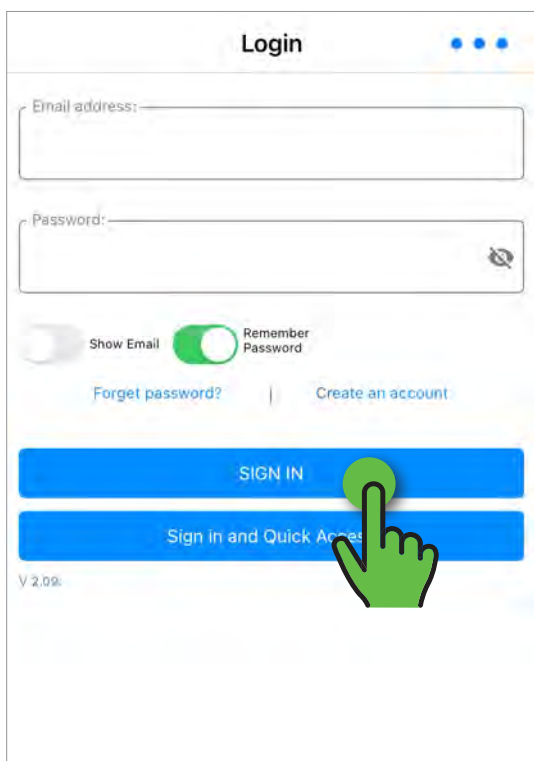 Login
Email address:
Password:
Show Email
Remember
Password
Forget password? | Create an account
SIGN IN
Sign in and Quick Access
V 2.09.